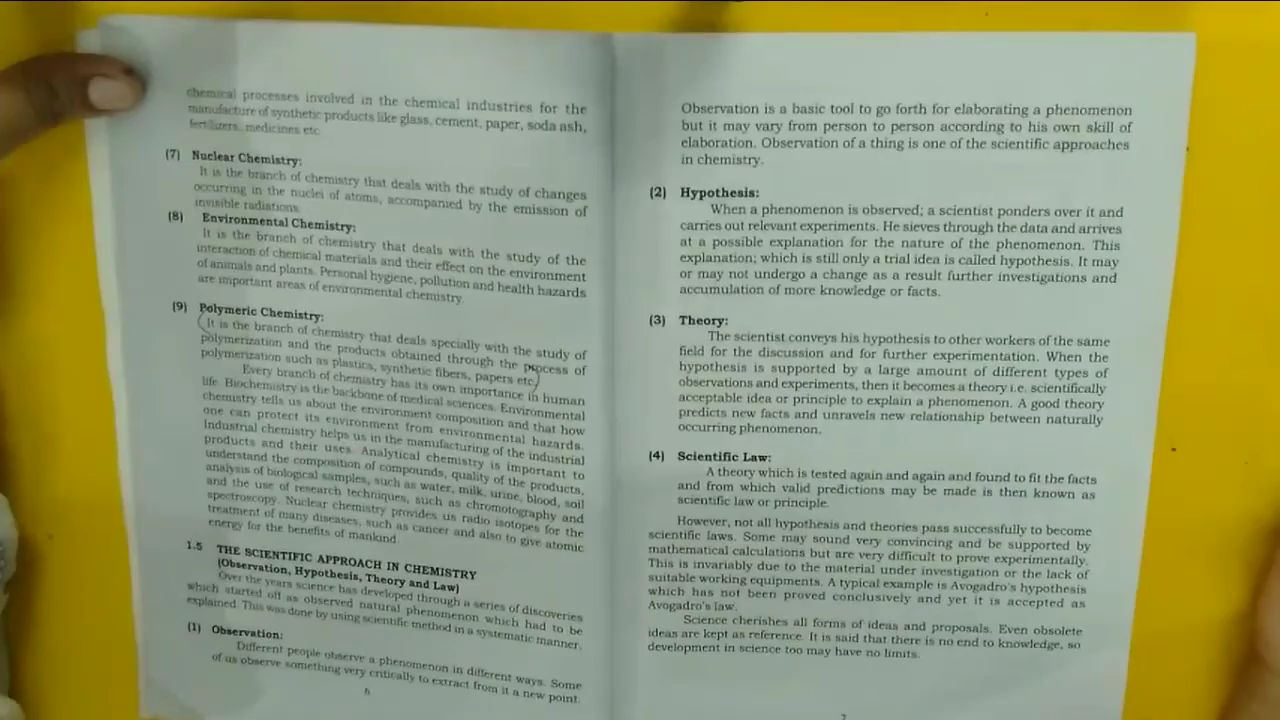 chemical processes involved in the chemical industries for the
manufacture of synthetic products like glass, cement, paper, soda ash,
fertilizers, medicines etc.
(7) Nuclear Chemistry:
It is the branch of chemistry that deals with the study of changes
occurring in the nuclei of atoms, accompanied by the emission of
invisible radiations.
(8) Environmental Chemistry:
It is the branch of chemistry that deals with the study of the
interaction of chemical materials and their effect on the environment
of animals and plants. Personal hygiene, pollution and health hazards
are important areas of environmental chemistry.
(9) Polymeric Chemistry:
It is the branch of chemistry that deals specially with the study of
polymerization and the products obtained through the process of
polymerization such as plastics, synthetic fibers, papers etc.
Every branch of chemistry has its own importance in human
life. Biochemistry is the backbone of medical sciences. Environmental
chemistry tells us about the environment composition and that how
one can protect its environment from environmental hazards.
Industrial chemistry helps us in the manufacturing of the industrial
products and their uses. Analytical chemistry is important to
understand the composition of compounds, quality of the products,
analysis of biological samples, such as water, milk, urine, blood, soil
and the use of research techniques, such as chromotography and
spectroscopy. Nuclear chemistry provides us radio isotopes for the
treatment of many diseases, such as cancer and also to give atomic
energy for the benefits of mankind.
1.5 THE SCIENTIFIC APPROACH IN CHEMISTRY
(Observation, Hypothesis, Theory and Law)
Over the years science has developed through a series of discoveries
which started off as observed natural phenomenon which had to be
explained. This was done by using scientific method in a systematic manner.
(1) Observation:
Different people observe a phenomenon in different ways. Some
of us observe something very critically to extract from it a new point.
6
Observation is a basic tool to go forth for elaborating a phenomenon
but it may vary from person to person according to his own skill of
elaboration. Observation of a thing is one of the scientific approaches
in chemistry.
(2) Hypothesis:
When a phenomenon is observed; a scientist ponders over it and
carries out relevant experiments. He sieves through the data and arrives
at a possible explanation for the nature of the phenomenon. This
explanation; which is still only a trial idea is called hypothesis. It may
or may not undergo a change as a result further investigations and
accumulation of more knowledge or facts.
(3) Theory:
The scientist conveys his hypothesis to other workers of the same
field for the discussion and for further experimentation. When the
hypothesis is supported by a large amount of different types of
observations and experiments, then it becomes a theory i.e. scientifically
acceptable idea or principle to explain a phenomenon. A good theory
predicts new facts and unravels new relationship between naturally
occurring phenomenon.
(4) Scientific Law:
A theory which is tested again and again and found to fit the facts
and from which valid predictions may be made is then known as
scientific law or principle.
However, not all hypothesis and theories pass successfully to become
scientific laws. Some may sound very convincing and be supported by
mathematical calculations but are very difficult to prove experimentally.
This is invariably due to the material under investigation or the lack of
suitable working equipments. A typical example is Avogadro's hypothesis
which has not been proved conclusively and yet it is accepted as
Avogadro's law.
Science cherishes all forms of ideas and proposals. Even obsolete
ideas are kept as reference. It is said that there is no end to knowledge, so
development in science too may have no limits.
7